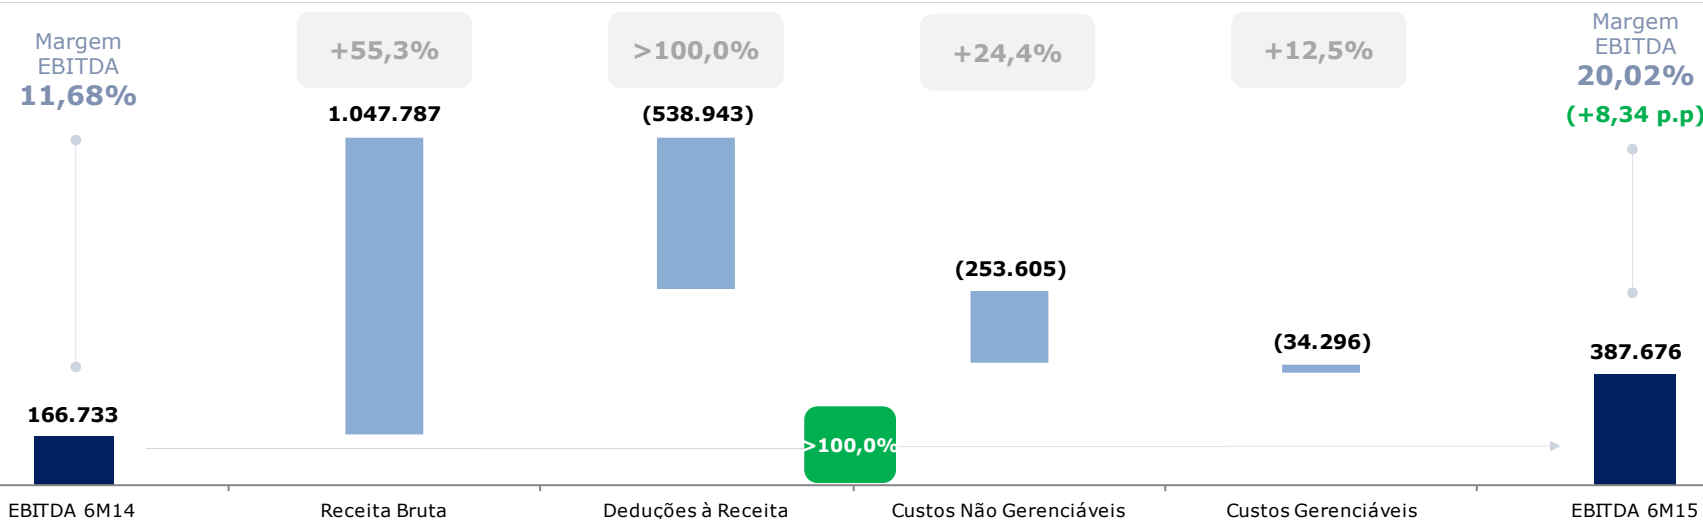 Margem
EBITDA
11,68%
+55,3%
>100,0%
+24,4%
+12,5%
Margem
EBITDA
20,02%
(+8,34 p.p)
1.047.787
(538.943)
(253.605)
(34.296)
387.676
166.733
>100,0%
EBITDA 6M14
Receita Bruta
Deduções à Receita
Custos Não Gerenciáveis
Custos Gerenciáveis
EBITDA 6M15